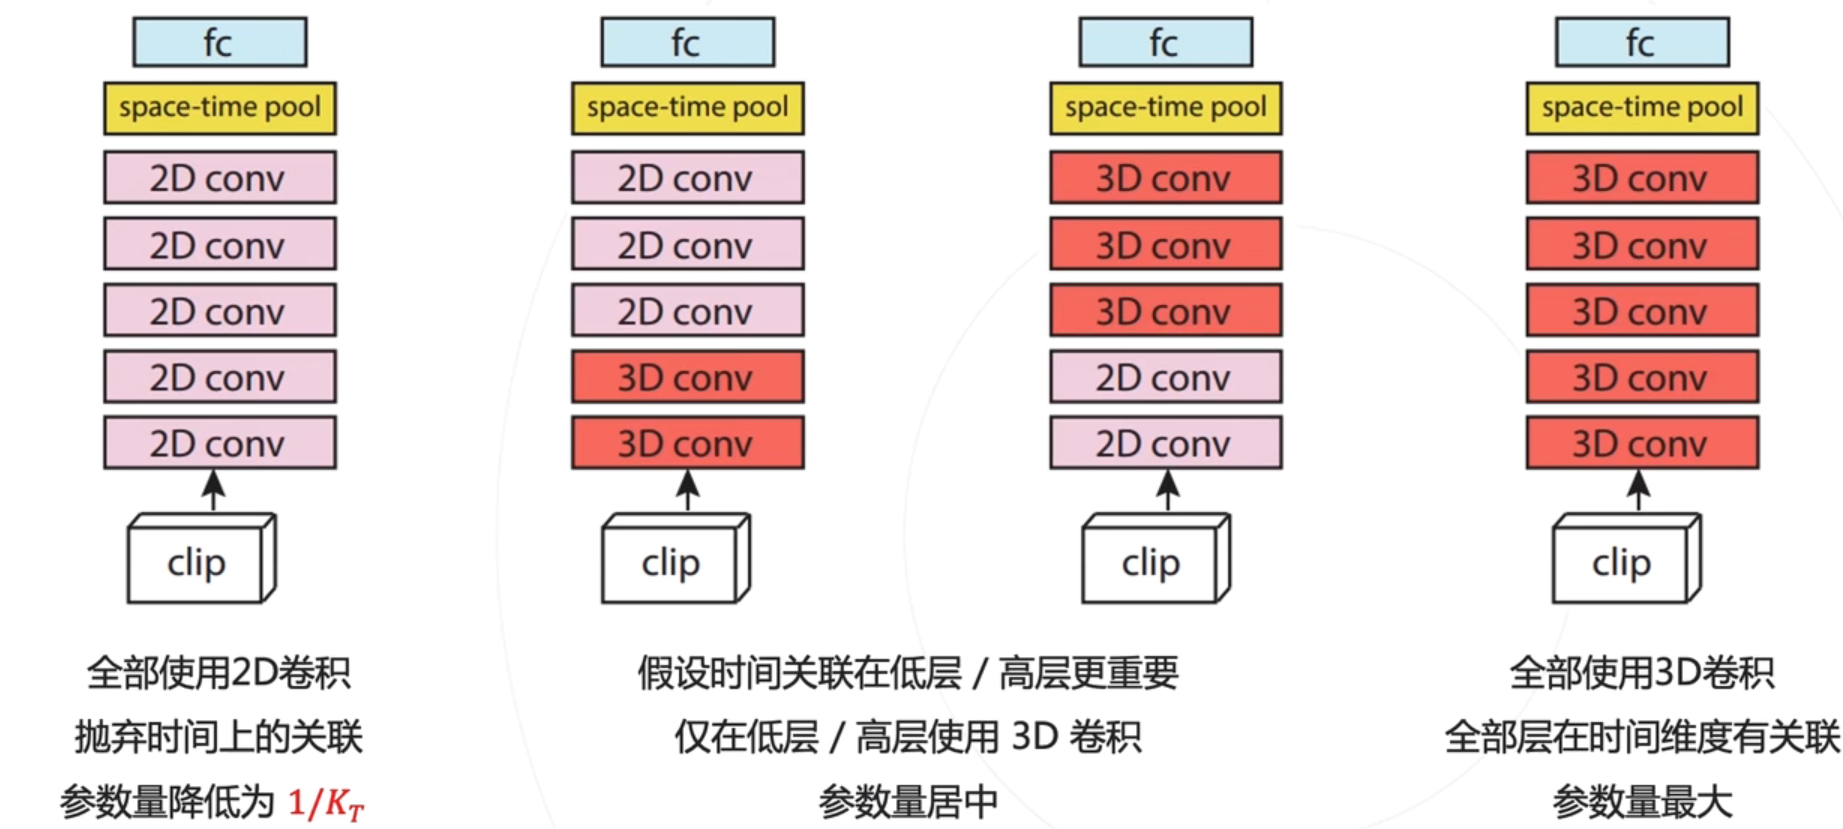 fc
space-time pool
2D conv
2D conv
2D conv
2D conv
2D conv
clip
全部使用2D卷积
抛弃时间上的关联
参数量降低为 1/K_T
fc
space-time pool
2D conv
2D conv
2D conv
3D conv
3D conv
clip
fc
space-time pool
3D conv
3D conv
3D conv
2D conv
2D conv
clip
假设时间关联在低层 / 高层更重要
仅在低层 / 高层使用 3D 卷积
参数量居中
fc
space-time pool
3D conv
3D conv
3D conv
3D conv
3D conv
clip
全部使用3D卷积
全部层在时间维度有关联
参数量最大